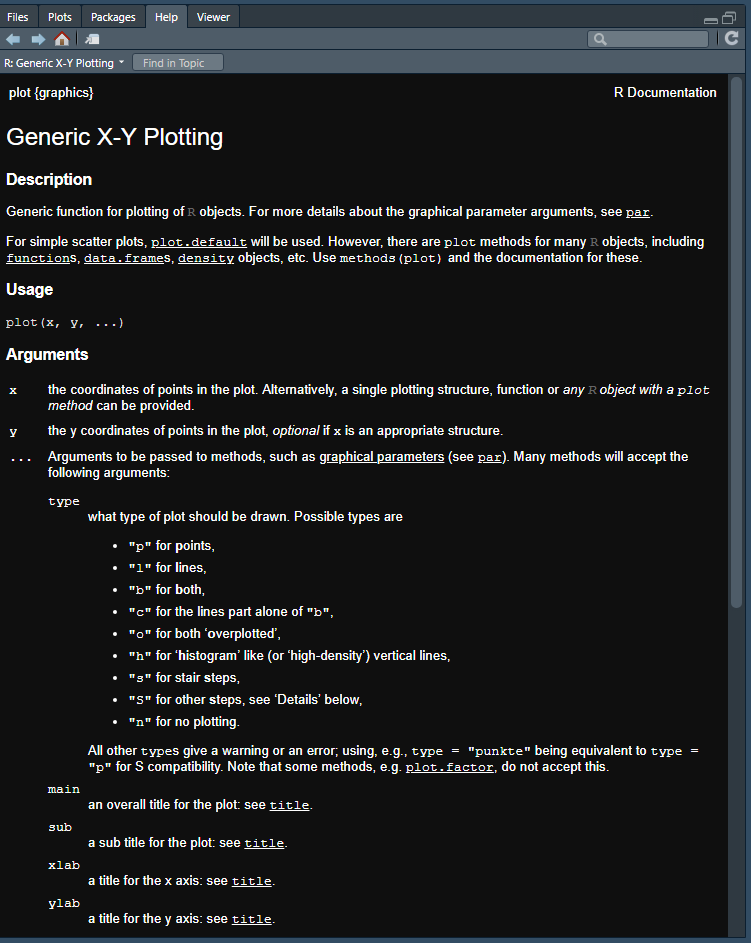 Files Plots Packages Help Viewer
R: Generic X-Y Plotting Find in Topic
plot {graphics} R Documentation
Generic X-Y Plotting
Description
Generic function for plotting of R objects. For more details about the graphical parameter arguments, see par.
For simple scatter plots, plot.default will be used. However, there are plot methods for many R objects, including
functions, data.frames, density objects, etc. Use methods(plot) and the documentation for these.
Usage
plot(x, y, ...)
Arguments
x the coordinates of points in the plot. Alternatively, a single plotting structure, function or any R object with a plot
method can be provided.
y the y coordinates of points in the plot, optional if x is an appropriate structure.
... Arguments to be passed to methods, such as graphical parameters (see par). Many methods will accept the
following arguments:
type
what type of plot should be drawn. Possible types are
• "p" for points,
• "l" for lines,
• "b" for both,
• "c" for the lines part alone of "b",
• "o" for both ‘overplotted’,
• "h" for ‘histogram’ like (or ‘high-density’) vertical lines,
• "s" for stair steps,
• "S" for other steps, see ‘Details’ below,
• "n" for no plotting.
All other types give a warning or an error; using, e.g., type = "punkte" being equivalent to type =
"p" for S compatibility. Note that some methods, e.g. plot.factor, do not accept this.
main
an overall title for the plot: see title.
sub
a sub title for the plot: see title.
xlab
a title for the x axis: see title.
ylab
a title for the y axis: see title.